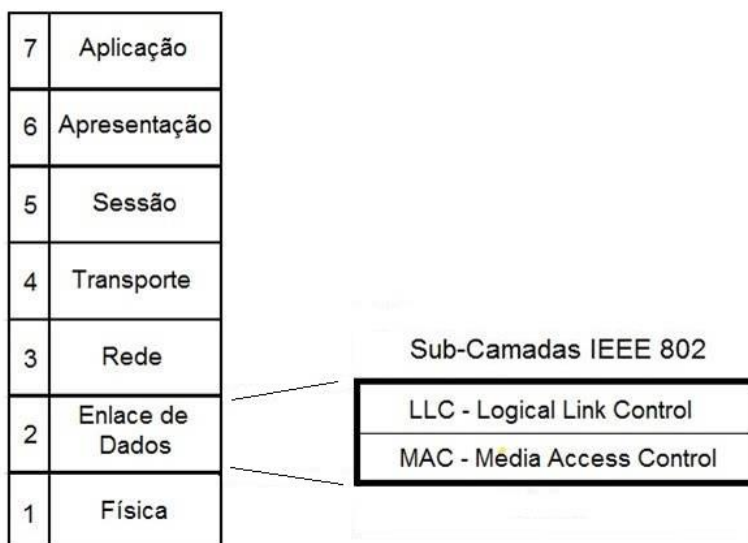 7 Aplicação
6 Apresentação
5 Sessão
4 Transporte
3 Rede
2 Enlace de
Dados
1 Física
Sub-Camadas IEEE 802
LLC - Logical Link Control
MAC - Media Access Control